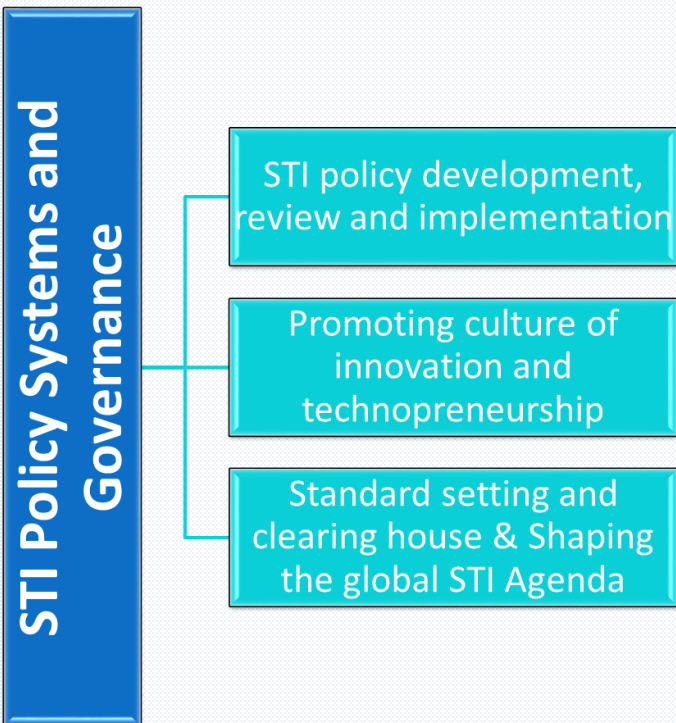 STI Policy Systems and
Governance
STI policy development,
review and implementation
Promoting culture of
innovation and
technopreneurship
Standard setting and
clearing house & Shaping
the global STI Agenda